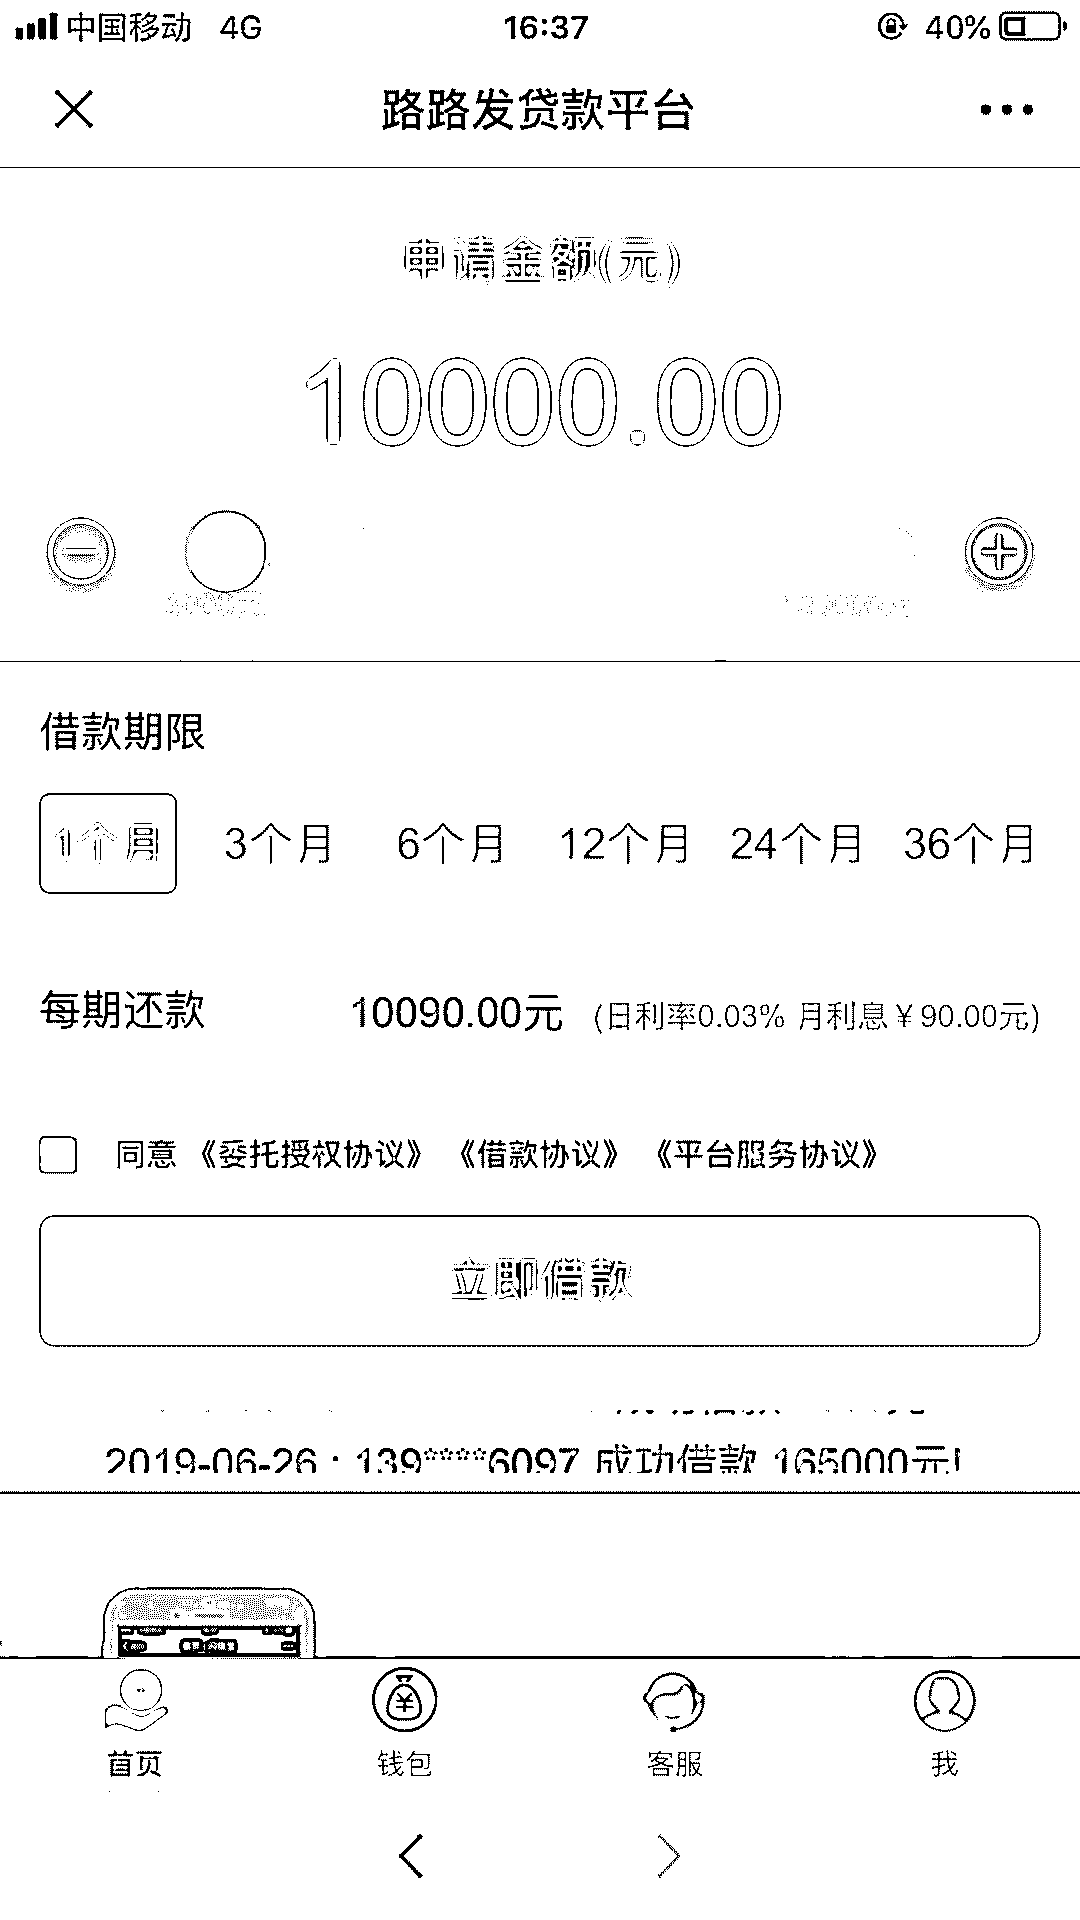 中国移动 4G 16:37 40%
路路发贷款平台
申请金额(元)
10000.00
借款期限
1个月 3个月 6个月 12个月 24个月 36个月
每期还款 10090.00元 (日利率0.03% 月利息¥90.00元)
同意 《委托授权协议》 《借款协议》 《平台服务协议》
立即借款
2019-06-26 : 139****6097 成功借款 165000元!
首页 钱包 客服 我